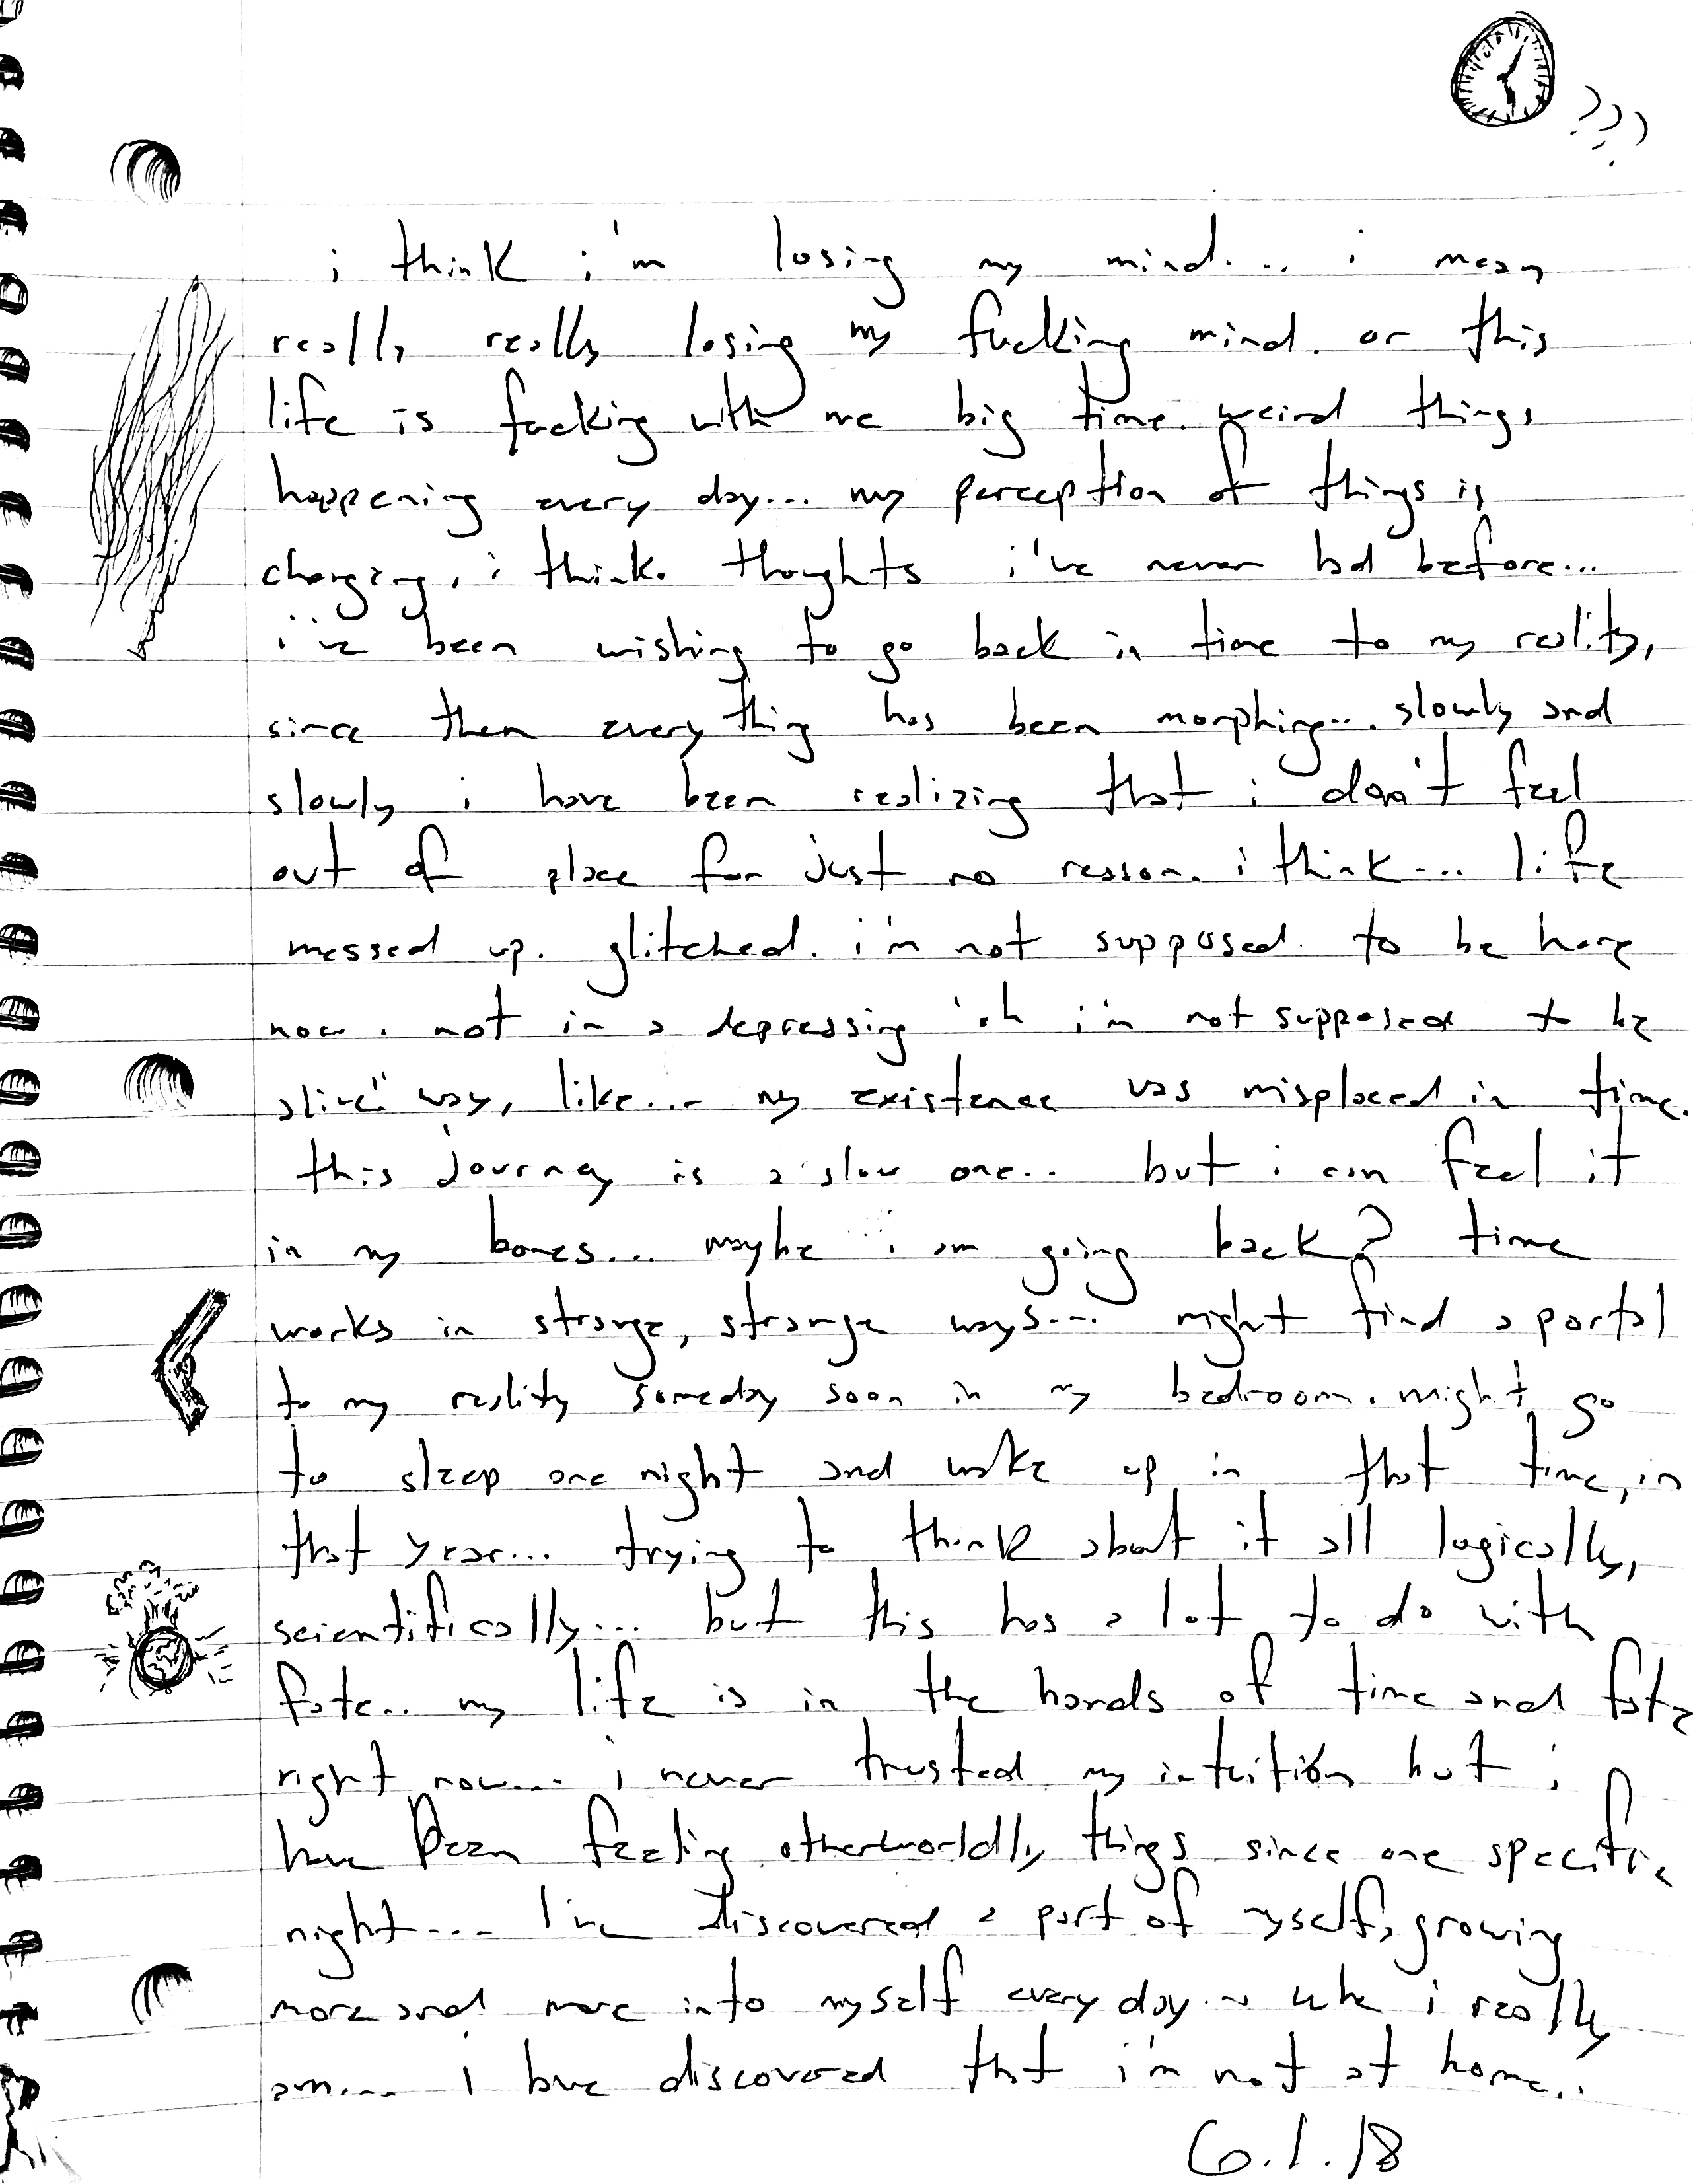 ???
i think i'm losing my mind... i mean
really really losing my fucking mind. or this
life is fucking with me big time. weird things
happening every day... my perception of things is
changing, i think. thoughts i've never had before...
i've been wishing to go back in time to my reality,
since then everything has been morphing... slowly and
slowly i have been realizing that i don't feel
out of place for just no reason. i think... life
messed up. glitched. i'm not supposed to be here
now. not in a depressing "oh i'm not supposed to be
alive" way, like... my existence was misplaced in time.
this journey is a slow one... but i can feel it
in my bones... maybe i am going back? time
works in strange, strange ways... might find a portal
to my reality someday soon in my bedroom. might go
to sleep one night and wake up in that time, in
that year... trying to think about it all logically,
scientifically... but this has a lot to do with
fate.. my life is in the hands of time and fate
right now... i never trusted my intuition but i
have been feeling otherworldly things since one specific
night... I've discovered a part of myself, growing
more and more into myself every day.. who i really
am.... i have discovered that i'm not at home...
6.1.18